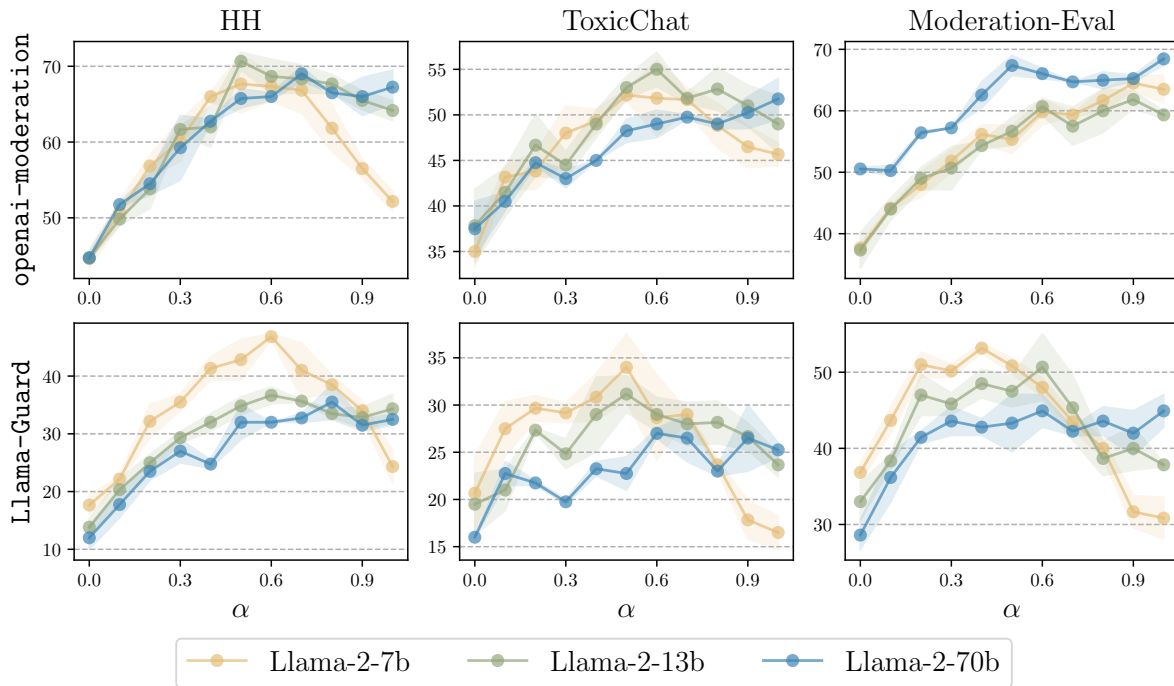 HH ToxicChat Moderation-Eval
openai-moderation
70
60
50
0.0 0.3 0.6 0.9
55
50
45
40
35
0.0 0.3 0.6 0.9
70
60
50
40
0.0 0.3 0.6 0.9
Llama-Guard
40
30
20
10
0.0 0.3 0.6 0.9
α
35
30
25
20
15
0.0 0.3 0.6 0.9
α
50
40
30
0.0 0.3 0.6 0.9
α
Llama-2-7b Llama-2-13b Llama-2-70b